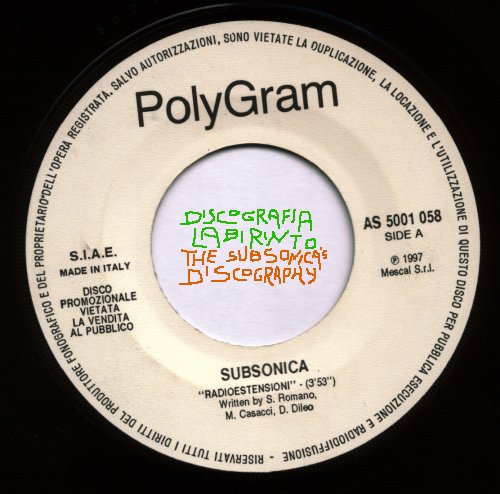 RISERVATI TUTTI I DIRITTI DEL PRODUTTORE FONOGRAFICO E DEL PROPRIETARIO DELL'OPERA REGISTRATA. SALVO AUTORIZZAZIONI, SONO VIETATE LA DUPLICAZIONE, LA LOCAZIONE E L'UTILIZZAZIONE DI QUESTO DISCO PER PUBBLICA ESECUZIONE E RADIODIFFUSIONE
PolyGram
DISCOGRAFIA
LABIRINTO
THE SUBSONICA'S
DISCOGRAPHY
S.I.A.E.
MADE IN ITALY
DISCO
PROMOZIONALE
VIETATA
LA VENDITA
AL PUBBLICO
AS 5001 058
SIDE A
℗ 1997
Mescal S.r.l.
SUBSONICA
"RADIOESTENSIONI" - (3'53")
Written by S. Romano,
M. Casacci, D. Dileo